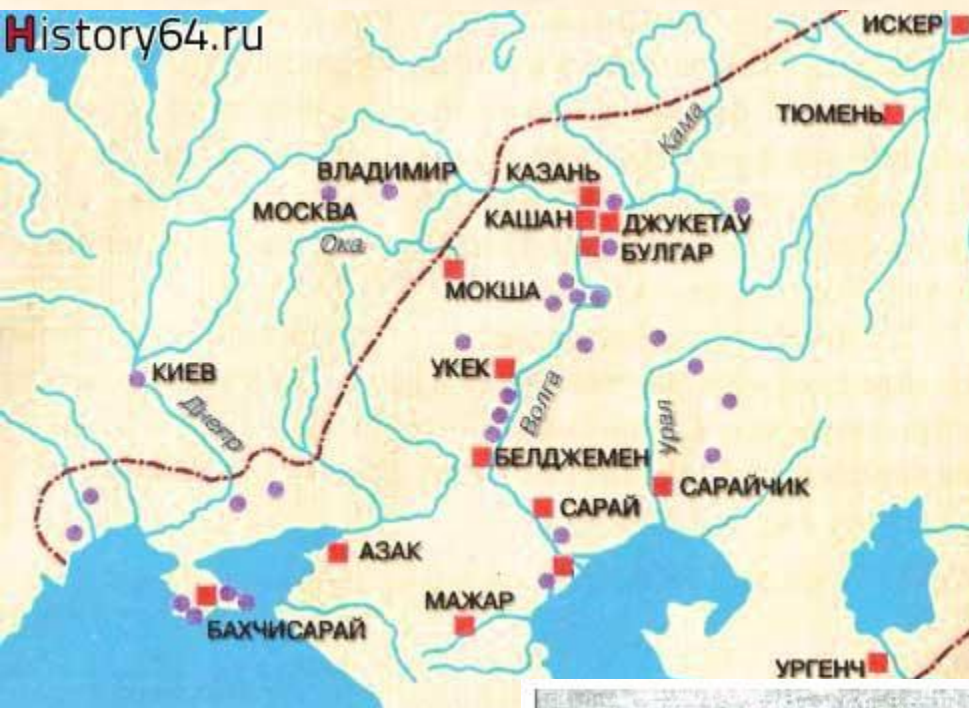 History64.ru
ИСКЕР
ТЮМЕНЬ
Кама
ВЛАДИМИР
КАЗАНЬ
МОСКВА
КАШАН
ДЖУКЕТАУ
Ока
БУЛГАР
МОКША
КИЕВ
УКЕК
Днепр
Волга
Урал
БЕЛДЖЕМЕН
САРАЙЧИК
САРАЙ
АЗАК
МАЖАР
БАХЧИСАРАЙ
УРГЕНЧ